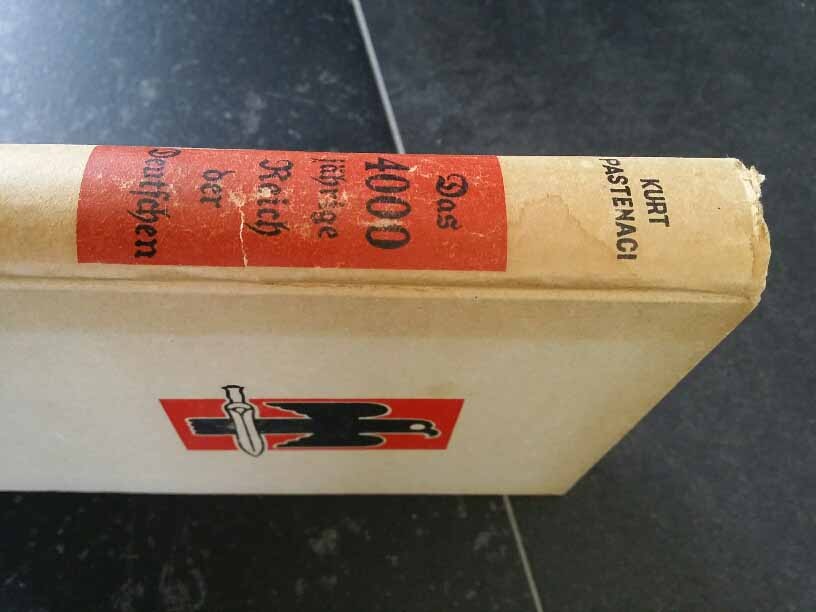 KURT
PASTENACI
Das
4000
jährige
Reich
der
Deutschen